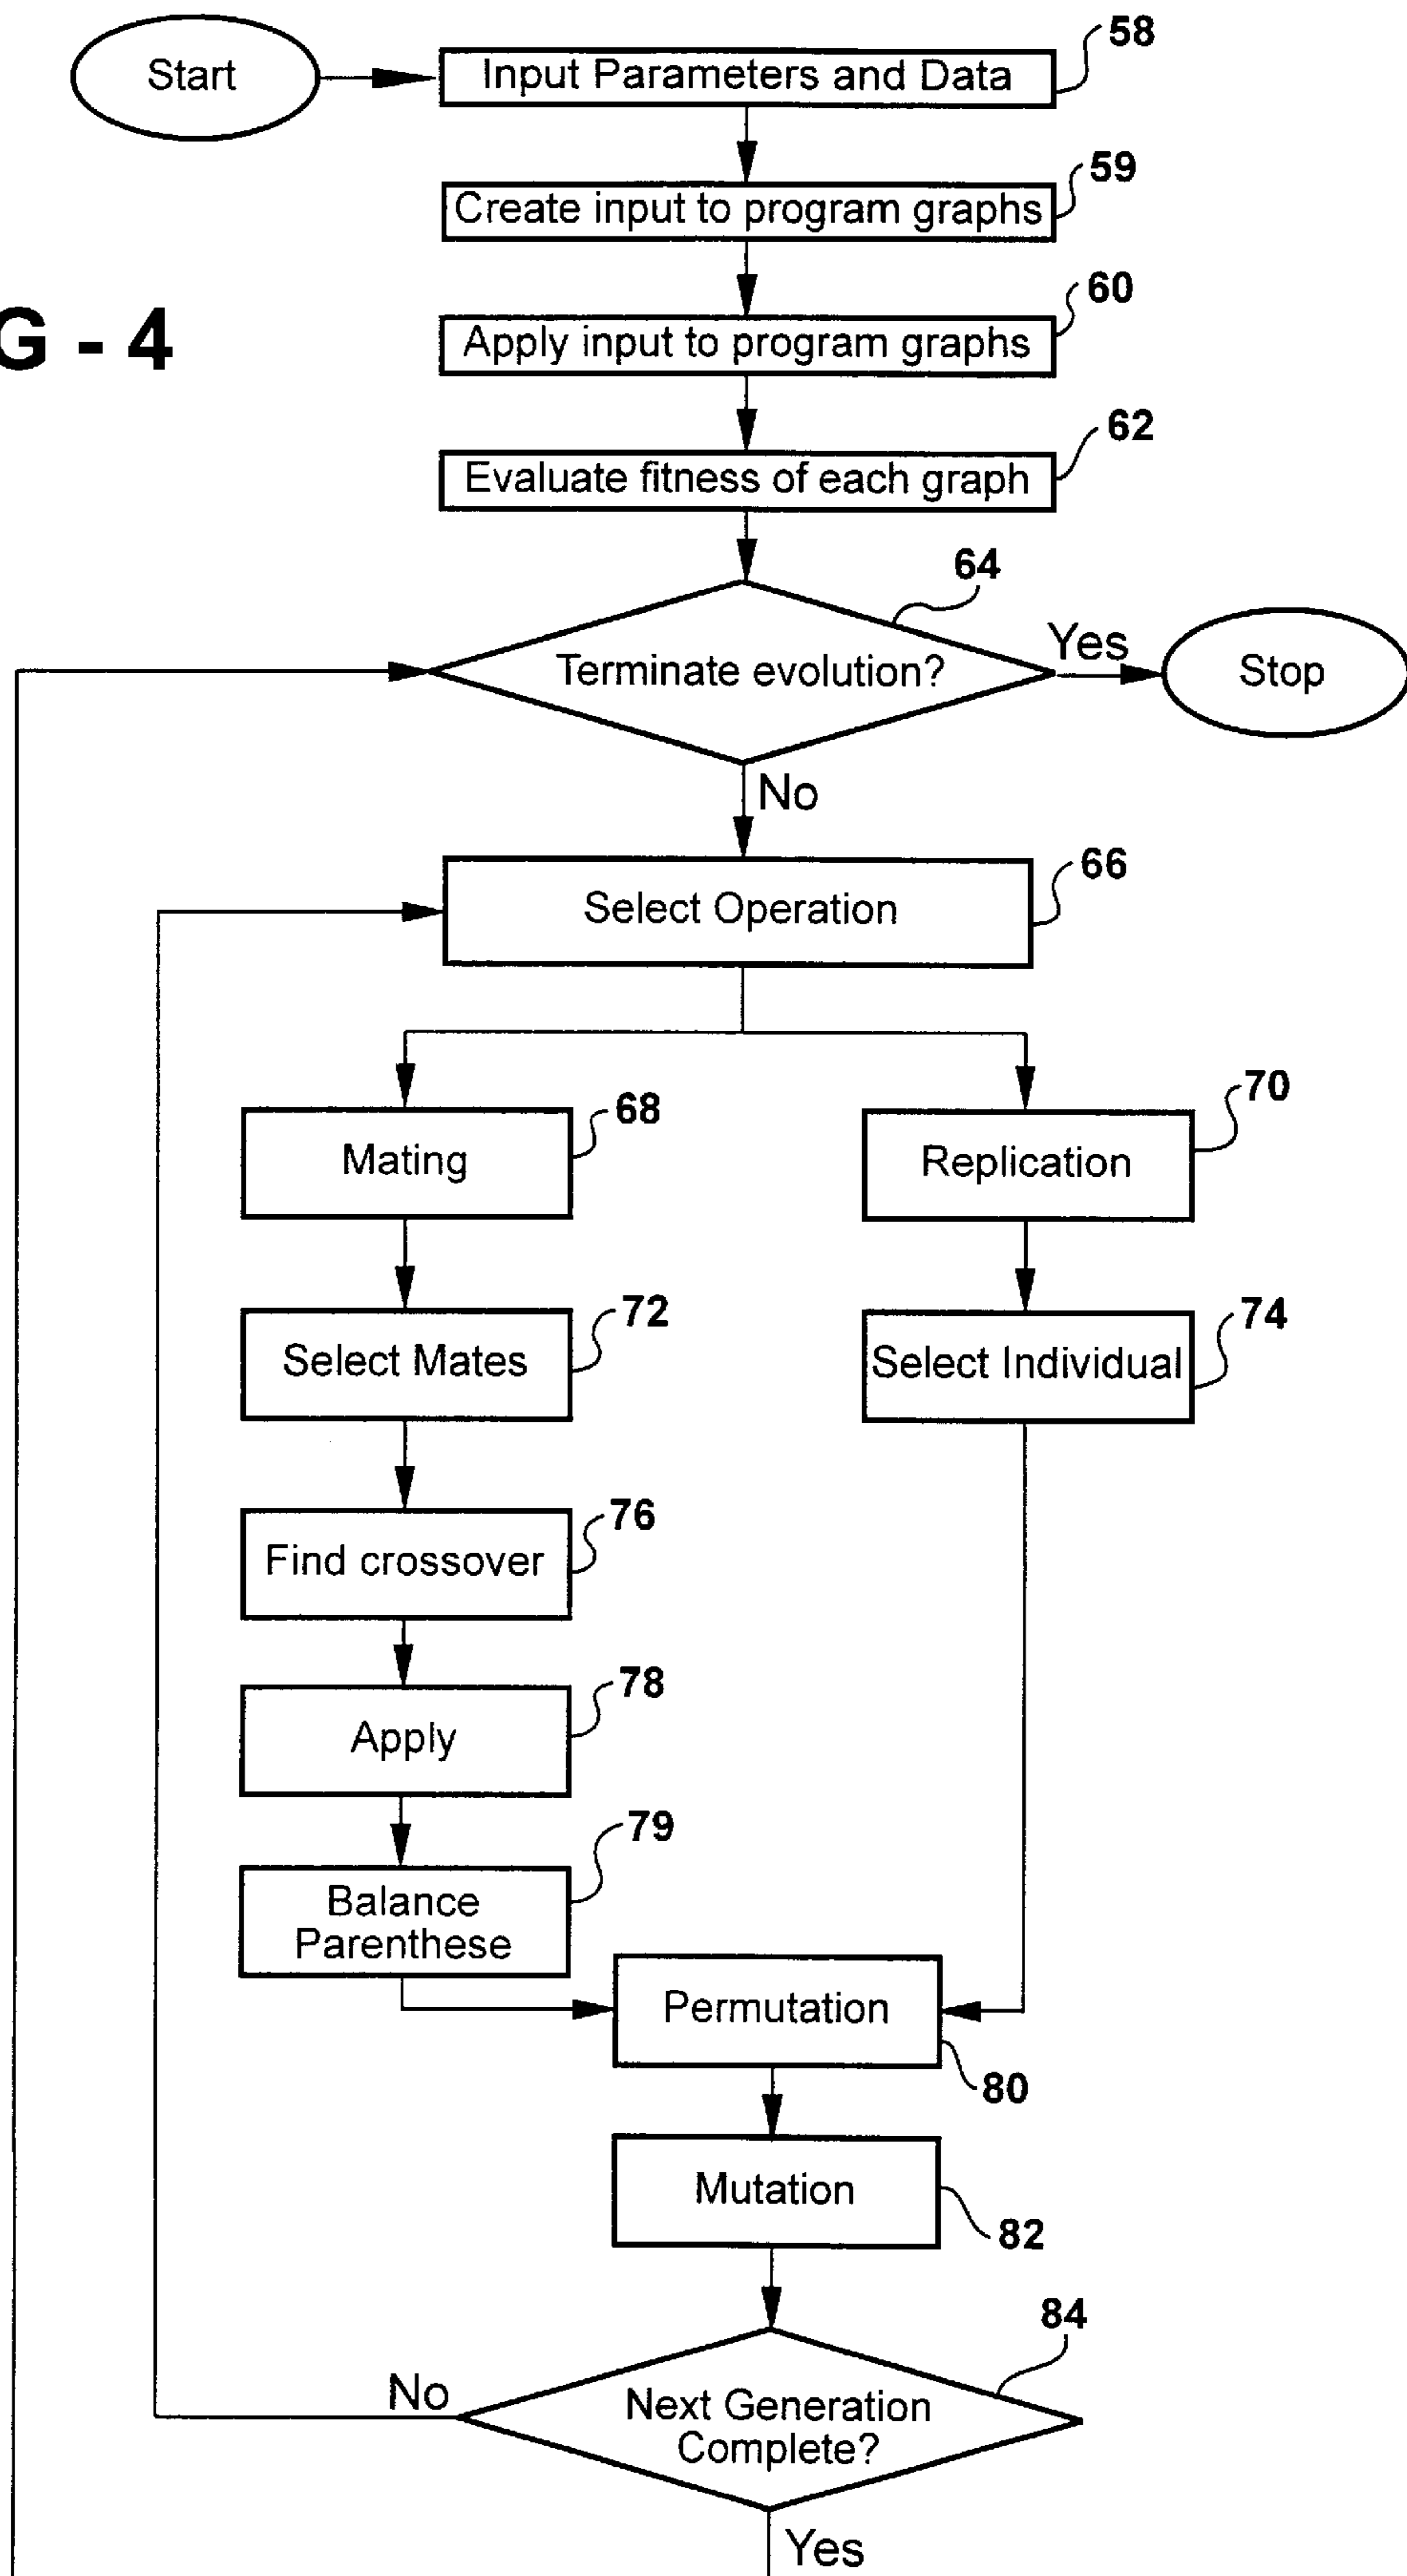 Start
Input Parameters and Data
58
Create input to program graphs
59
G - 4
Apply input to program graphs
60
Evaluate fitness of each graph
62
64
Terminate evolution?
Yes
Stop
No
Select Operation
66
Mating
68
Replication
70
Select Mates
72
Select Individual
74
Find crossover
76
Apply
78
Balance
Parenthese
79
Permutation
80
Mutation
82
84
Next Generation
Complete?
No
Yes